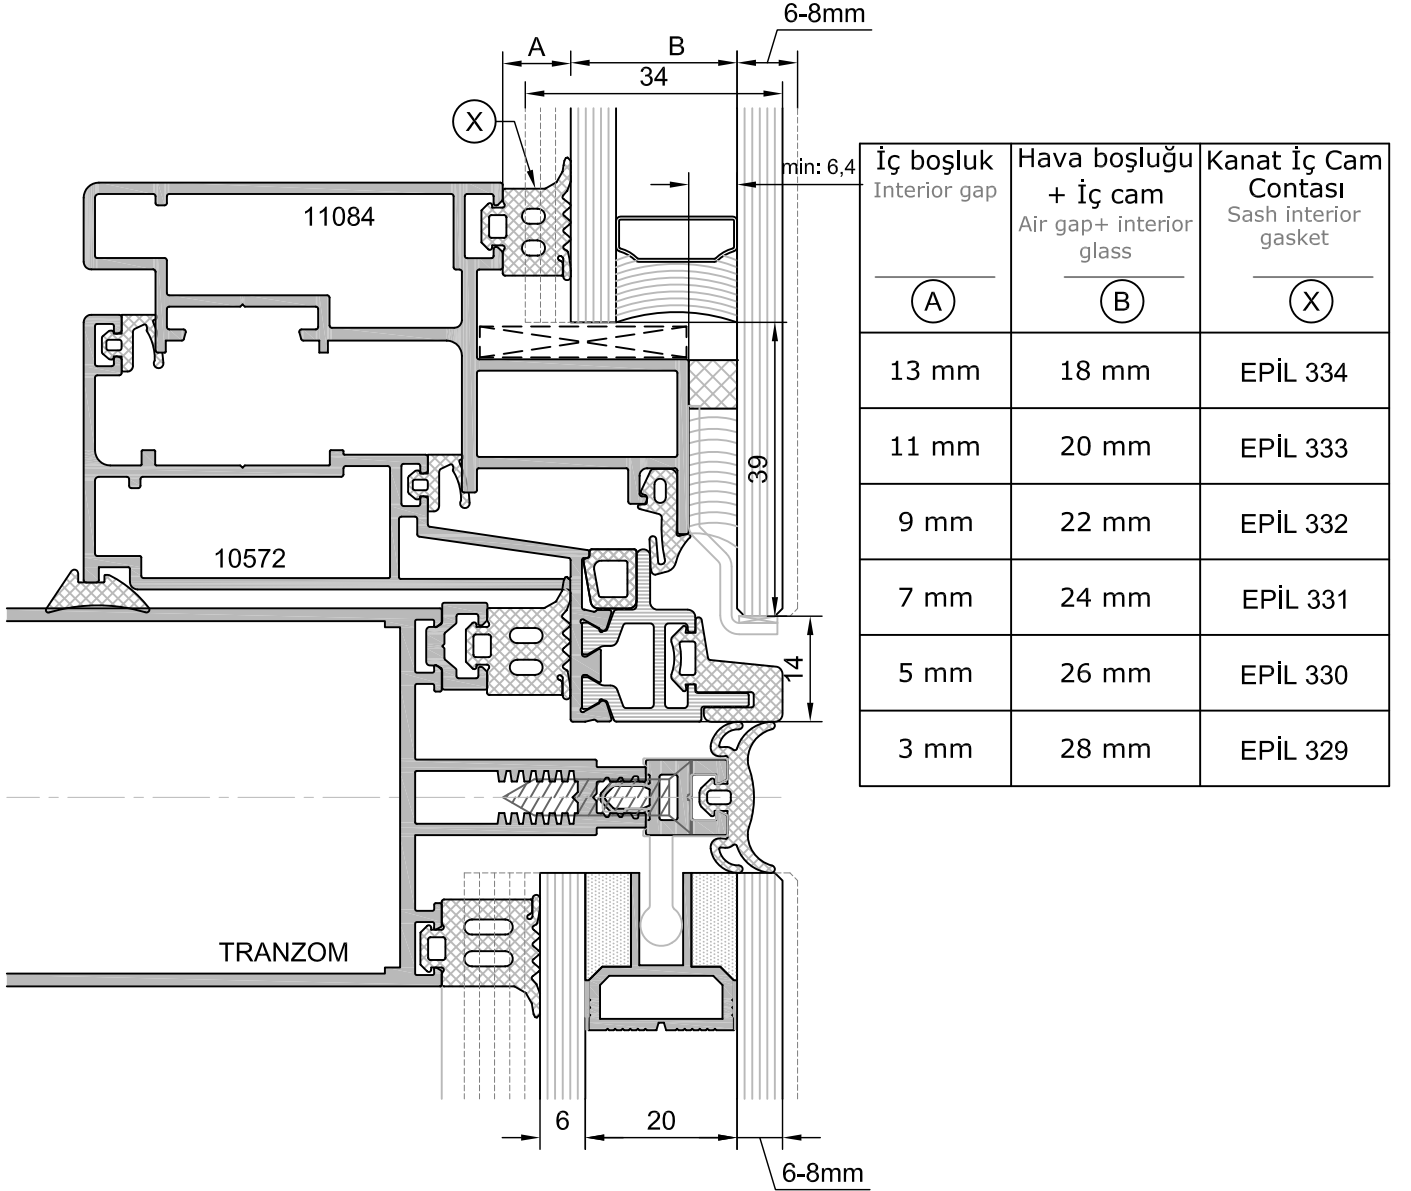 6-8mm
A
B
34
X
min: 6,4
11084
39
10572
14
TRANZOM
6
20
6-8mm
İç boşluk
Interior gap
A
Hava boşluğu
+ İç cam
Air gap+ interior
glass
B
Kanat İç Cam
Contası
Sash interior
gasket
X
13 mm 18 mm EPİL 334
11 mm 20 mm EPİL 333
9 mm 22 mm EPİL 332
7 mm 24 mm EPİL 331
5 mm 26 mm EPİL 330
3 mm 28 mm EPİL 329